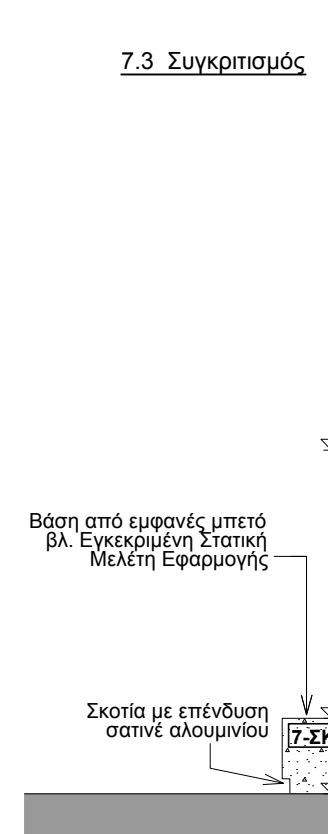 7.3 Συγκριτισμός
Βάση από εμφανές μπετό
βλ. Εγκεκριμένη Στατική
Μελέτη Εφαρμογής
Σκοτία με επένδυση
σατινέ αλουμινίου